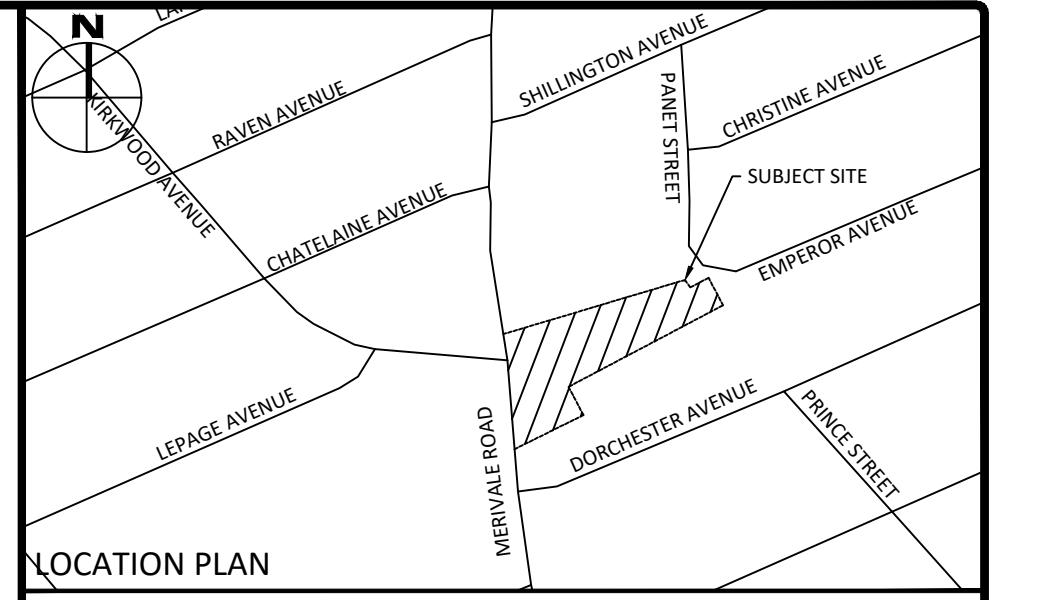 N
KIRKWOOD AVENUE
RAVEN AVENUE
SHILLINGTON AVENUE
PANET STREET
CHRISTINE AVENUE
SUBJECT SITE
CHATELAINE AVENUE
EMPEROR AVENUE
LEPAGE AVENUE
MERIVALE ROAD
DORCHESTER AVENUE
PRINCE STREET
LOCATION PLAN